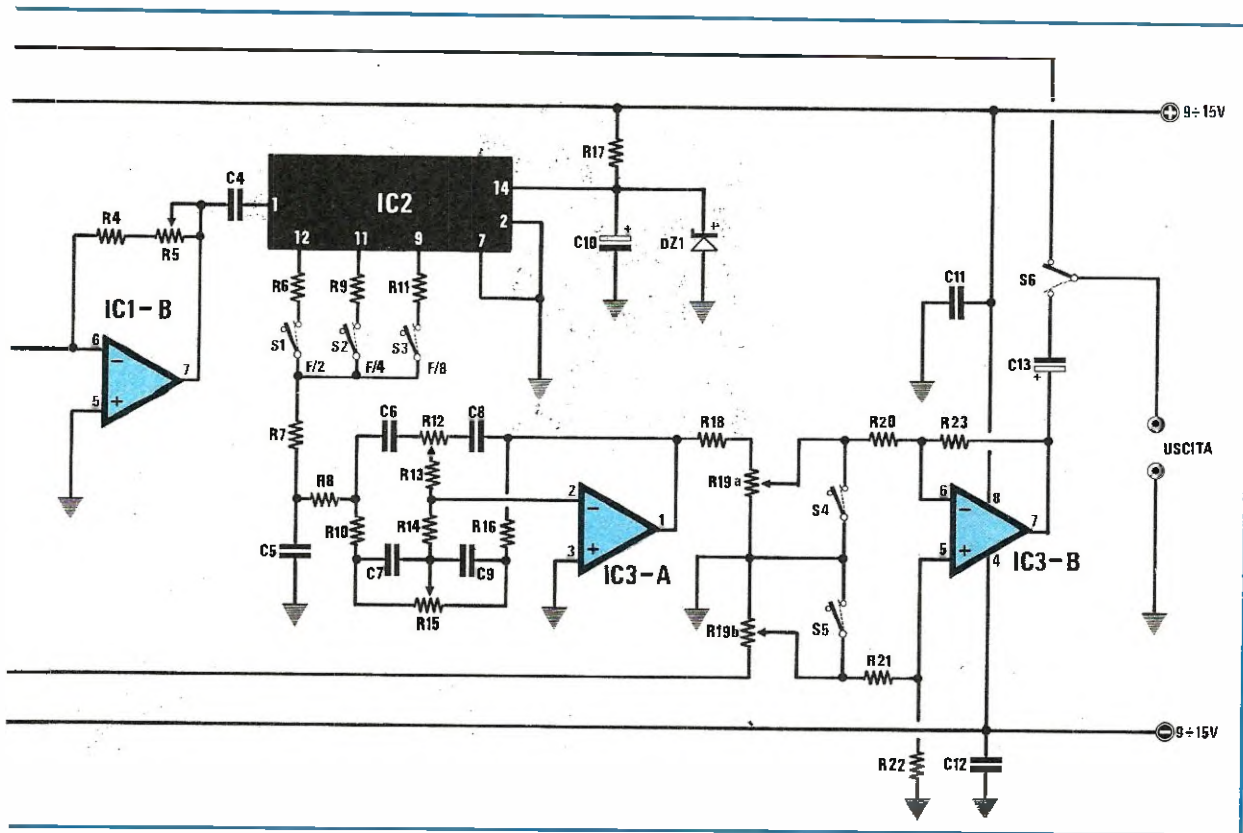 9÷15V
R17
C4
1
IC2
14
2
7
12
11
9
R4
R5
C10
DZ1
R6
R9
R11
C11
S6
IC1-B
6
5
7
S1
S2
S3
F/2
F/4
F/8
C13
R7
C6
R12
C8
R18
R20
R23
USCITA
R13
R19a
R8
2
3
1
S4
6
5
8
7
4
R10
R14
R16
C5
C7
C9
IC3-A
IC3-B
R15
R19b
S5
R21
9÷15V
R22
C12